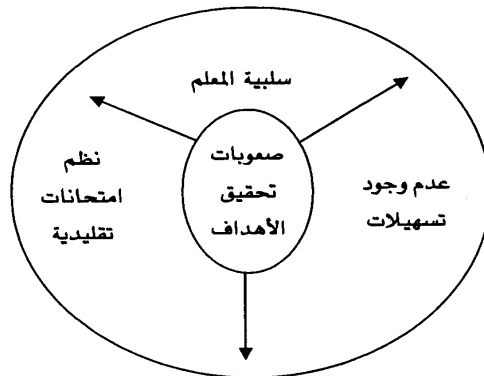 سلبية المعلم
صعوبات
تحقيق
الأهداف
عدم وجود
تسهيلات
نظم
امتحانات
تقليدية